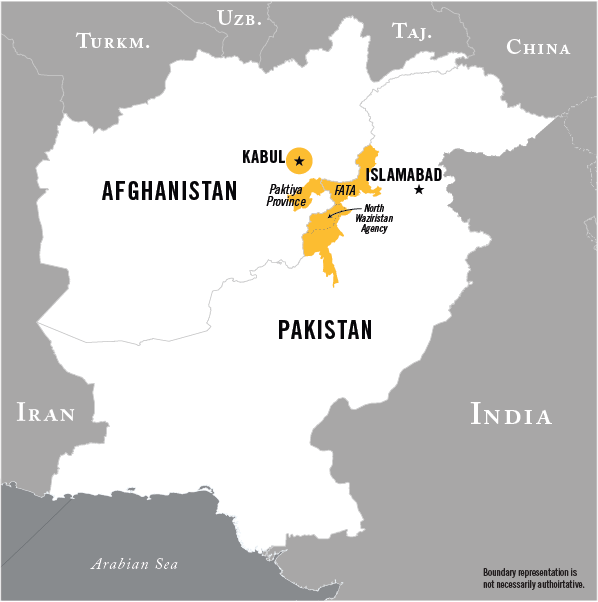 UZB.
TURKM.
TAJ.
CHINA
KABUL
ISLAMABAD
AFGHANISTAN
Paktiya
Province
FATA
North
Waziristan
Agency
PAKISTAN
IRAN
INDIA
Arabian Sea
Boundary representation is
not necessarily authoirtative.